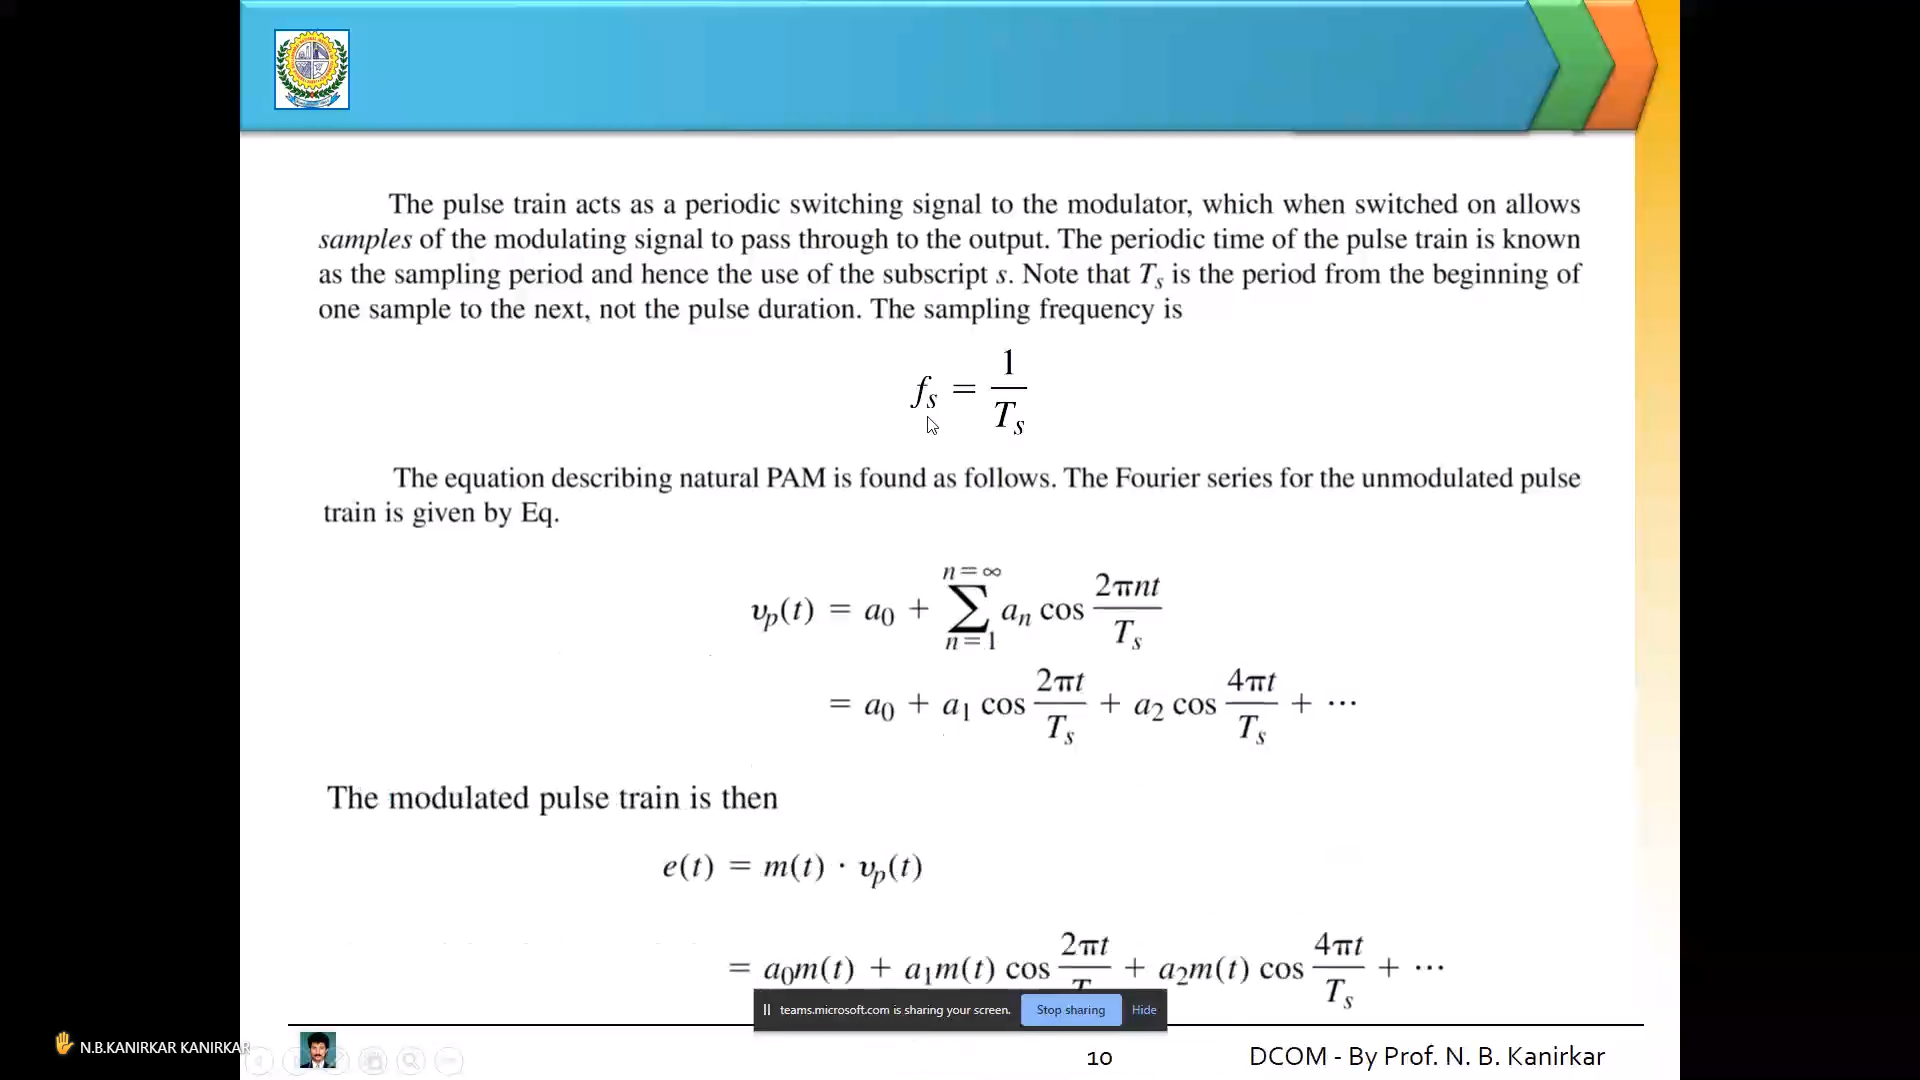 The pulse train acts as a periodic switching signal to the modulator, which when switched on allows
samples of the modulating signal to pass through to the output. The periodic time of the pulse train is known
as the sampling period and hence the use of the subscript s. Note that Tₛ is the period from the beginning of
one sample to the next, not the pulse duration. The sampling frequency is
fₛ = 1/Tₛ
The equation describing natural PAM is found as follows. The Fourier series for the unmodulated pulse
train is given by Eq.
υₚ(t) = a₀ + ∑_{n=1}^{n=∞} aₙ cos 2πnt/Tₛ
= a₀ + a₁ cos 2πt/Tₛ + a₂ cos 4πt/Tₛ + ⋯
The modulated pulse train is then
e(t) = m(t) · υₚ(t)
= a₀m(t) + a₁m(t) cos 2πt/T + a₂m(t) cos 4πt/Tₛ + ⋯
teams.microsoft.com is sharing your screen. Stop sharing Hide
N.B.KANIRKAR KANIRKAR
10
DCOM - By Prof. N. B. Kanirkar